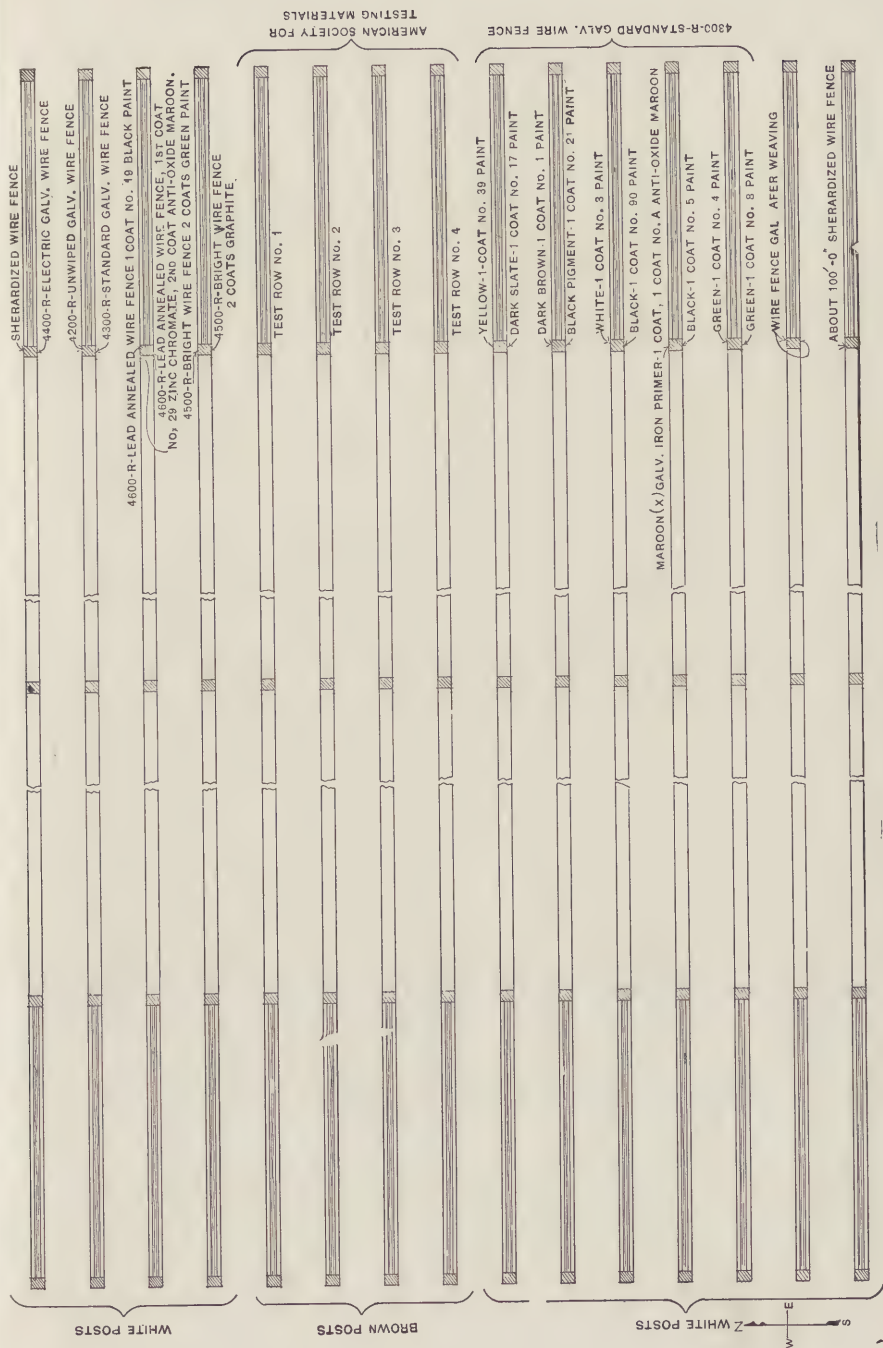 SHERARDIZED WIRE FENCE
4400-R-ELECTRIC GALV. WIRE FENCE
4200-R-UNWIPED GALV. WIRE FENCE
4300-R-STANDARD GALV. WIRE FENCE
4600-R-LEAD ANNEALED WIRE FENCE 1 COAT NO. 49 BLACK PAINT
4600-R-LEAD ANNEALED WIRE FENCE, 1ST COAT
NO, 29 ZINC CHROMATE, 2ND COAT ANTI-OXIDE MAROON.
4500-R-BRIGHT WIRE FENCE 2 COATS GREEN PAINT
4500-R-BRIGHT WIRE FENCE
2 COATS GRAPHITE.
WHITE POSTS
TEST ROW NO. 1
TEST ROW NO. 2
TEST ROW NO. 3
TEST ROW NO. 4
AMERICAN SOCIETY FOR
TESTING MATERIALS
BROWN POSTS
YELLOW-1-COAT NO. 39 PAINT
DARK SLATE-1 COAT NO. 17 PAINT
DARK BROWN-1 COAT NO. 1 PAINT
BLACK PIGMENT-1 COAT NO. 21 PAINT
WHITE-1 COAT NO. 3 PAINT
BLACK-1 COAT NO. 90 PAINT
MAROON (X) GALV. IRON PRIMER-1 COAT, 1 COAT NO. A ANTI-OXIDE MAROON
BLACK-1 COAT NO. 5 PAINT
GREEN-1 COAT NO. 4 PAINT
GREEN-1 COAT NO. 8 PAINT
4300-R-STANDARD GALV. WIRE FENCE
WIRE FENCE GAL AFER WEAVING
ABOUT 100'-0" SHERARDIZED WIRE FENCE
WHITE POSTS
N
E
S
W